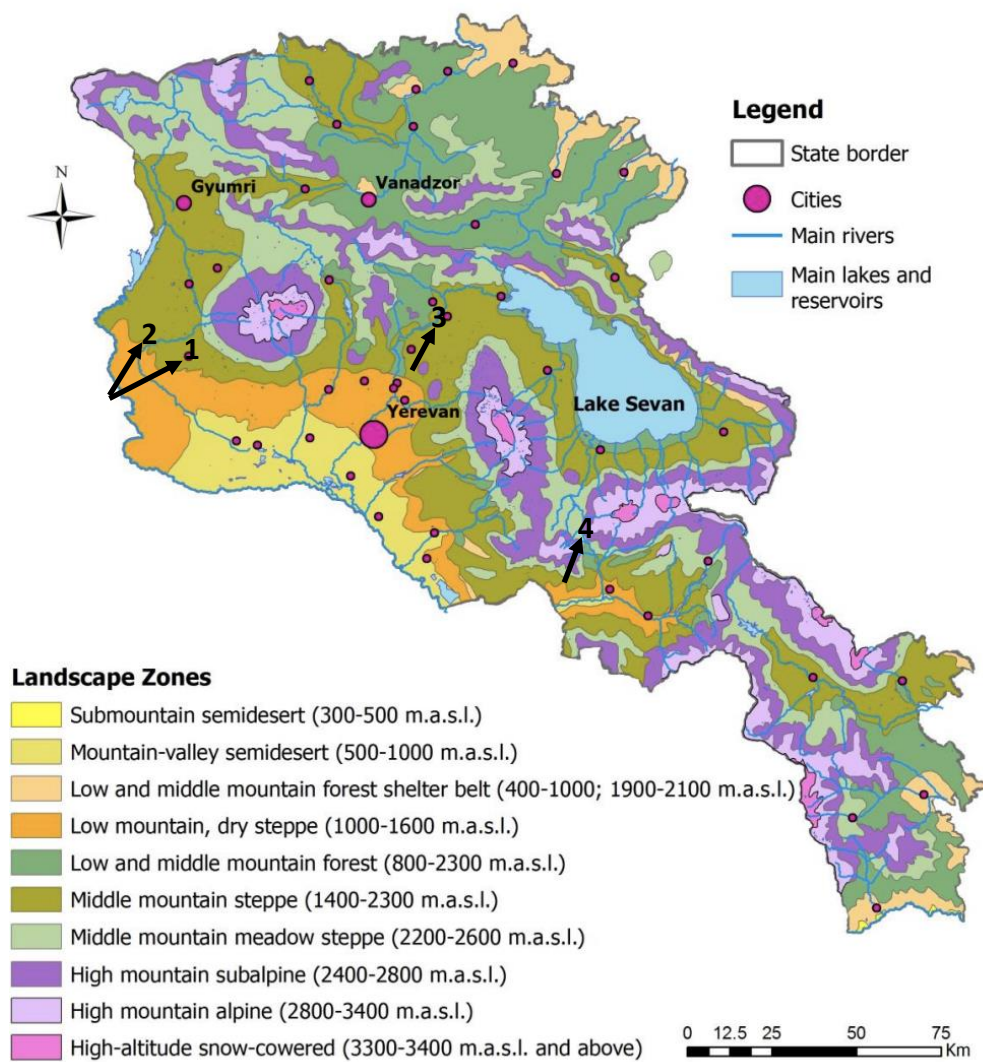 Legend
State border
Cities
Main rivers
Main lakes and
reservoirs
N
Gyumri
Vanadzor
2
1
3
Yerevan
Lake Sevan
4
Landscape Zones
Submountain semidesert (300-500 m.a.s.l.)
Mountain-valley semidesert (500-1000 m.a.s.l.)
Low and middle mountain forest shelter belt (400-1000; 1900-2100 m.a.s.l.)
Low mountain, dry steppe (1000-1600 m.a.s.l.)
Low and middle mountain forest (800-2300 m.a.s.l.)
Middle mountain steppe (1400-2300 m.a.s.l.)
Middle mountain meadow steppe (2200-2600 m.a.s.l.)
High mountain subalpine (2400-2800 m.a.s.l.)
High mountain alpine (2800-3400 m.a.s.l.)
High-altitude snow-cowered (3300-3400 m.a.s.l. and above)
0 12.5 25 50 75
Km